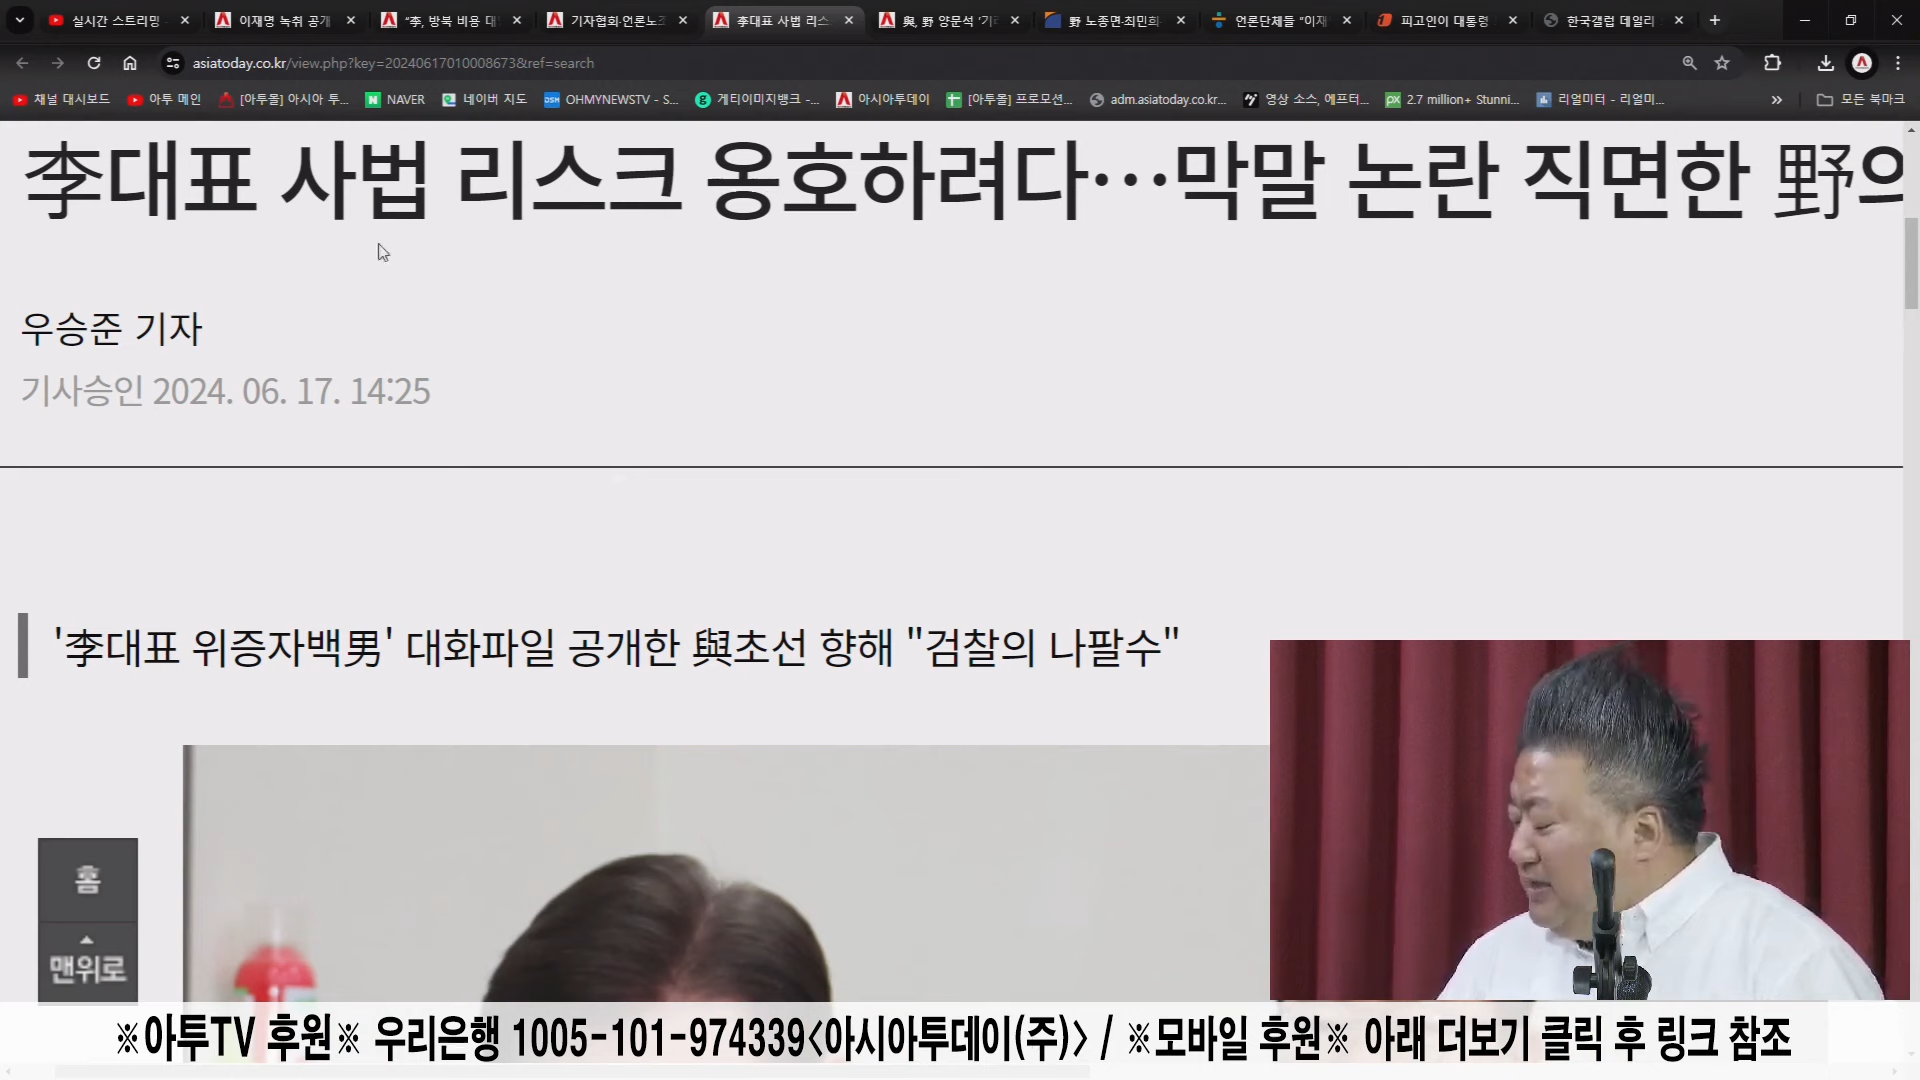 실시간 스트리밍
이재명 녹취 공개
"李, 방북 비용 대
기자협회·언론노조
李대표 사법 리스
與, 野 양문석 '기레
野 노종면·최민희
언론단체들 "이재
피고인이 대통령
한국갤럽 데일리
asiatoday.co.kr/view.php?key=20240617010008673&ref=search
채널 대시보드
아투 메인
[아투몰] 아시아 투...
NAVER
네이버 지도
OHMYNEWSTV - S...
게티이미지뱅크 -...
아시아투데이
[아투몰] 프로모션...
adm.asiatoday.co.kr...
영상 소스, 에프터...
2.7 million+ Stunni...
리얼미터 - 리얼미...
모든 북마크
李대표 사법 리스크 옹호하려다…막말 논란 직면한 野의
우승준 기자
기사승인 2024. 06. 17. 14:25
'李대표 위증자백男' 대화파일 공개한 與초선 향해 "검찰의 나팔수"
홈
맨위로
※아투TV 후원※ 우리은행 1005-101-974339<아시아투데이(주)> / ※모바일 후원※ 아래 더보기 클릭 후 링크 참조